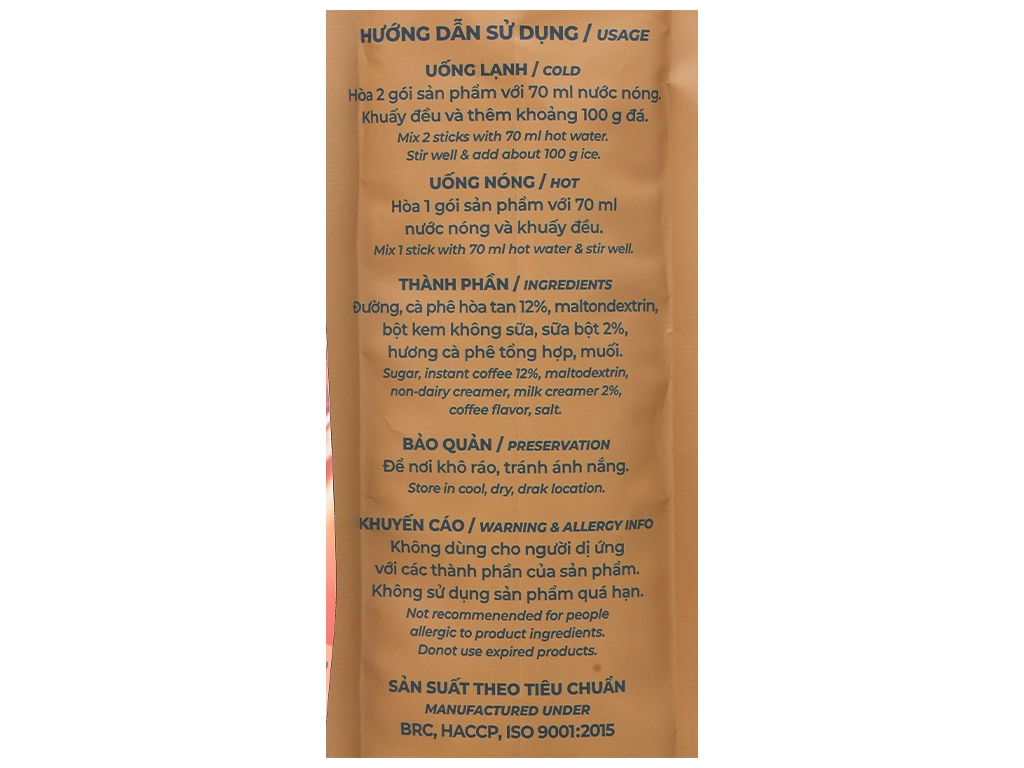 HƯỚNG DẪN SỬ DỤNG / USAGE
UỐNG LẠNH / COLD
Hòa 2 gói sản phẩm với 70 ml nước nóng.
Khuấy đều và thêm khoảng 100 g đá.
Mix 2 sticks with 70 ml hot water.
Stir well & add about 100 g ice.
UỐNG NÓNG / HOT
Hòa 1 gói sản phẩm với 70 ml
nước nóng và khuấy đều.
Mix 1 stick with 70 ml hot water & stir well.
THÀNH PHẦN / INGREDIENTS
Đường, cà phê hòa tan 12%, maltondextrin,
bột kem không sữa, sữa bột 2%,
hương cà phê tổng hợp, muối.
Sugar, instant coffee 12%, maltodextrin,
non-dairy creamer, milk creamer 2%,
coffee flavor, salt.
BẢO QUẢN / PRESERVATION
Để nơi khô ráo, tránh ánh nắng.
Store in cool, dry, drak location.
KHUYẾN CÁO / WARNING & ALLERGY INFO
Không dùng cho người dị ứng
với các thành phần của sản phẩm.
Không sử dụng sản phẩm quá hạn.
Not recommenended for people
allergic to product ingredients.
Donot use expired products.
SẢN SUẤT THEO TIÊU CHUẨN
MANUFACTURED UNDER
BRC, HACCP, ISO 9001:2015